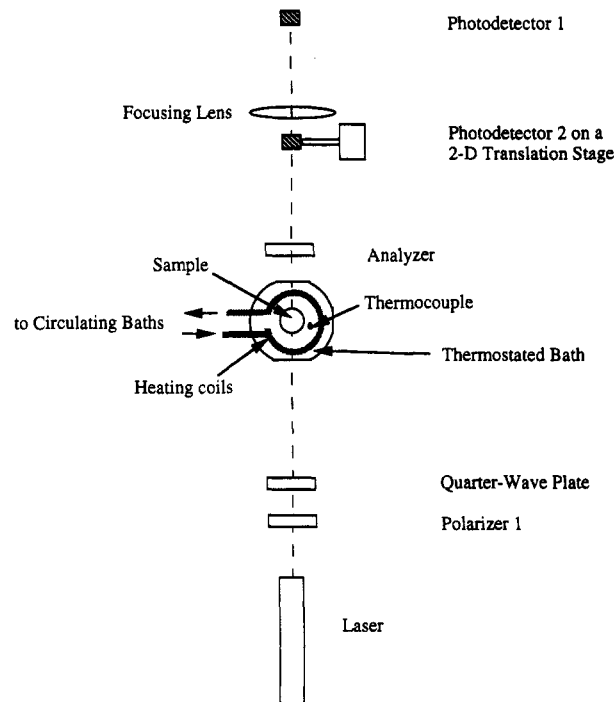 Photodetector 1
Focusing Lens
Photodetector 2 on a
2-D Translation Stage
Analyzer
Sample
Thermocouple
to Circulating Baths
Thermostated Bath
Heating coils
Quarter-Wave Plate
Polarizer 1
Laser